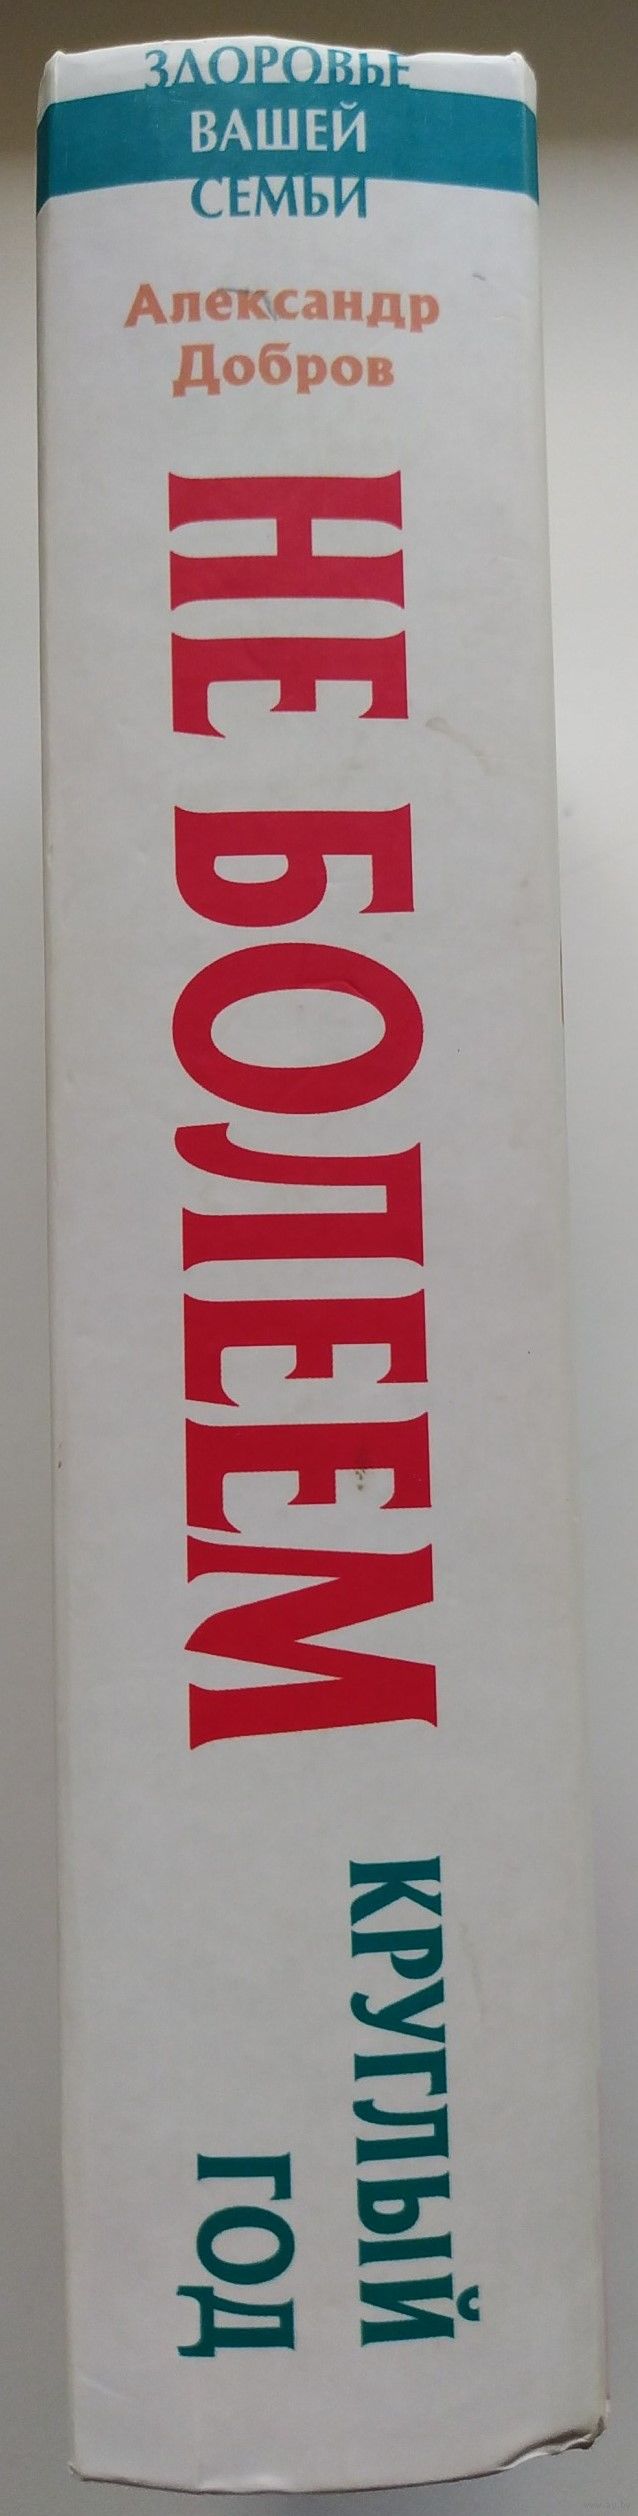 ЗДОРОВЬЕ
ВАШЕЙ
СЕМЬИ
Александр
Добров
НЕ БОЛЕЕМ
КРУГЛЫЙ
ГОД